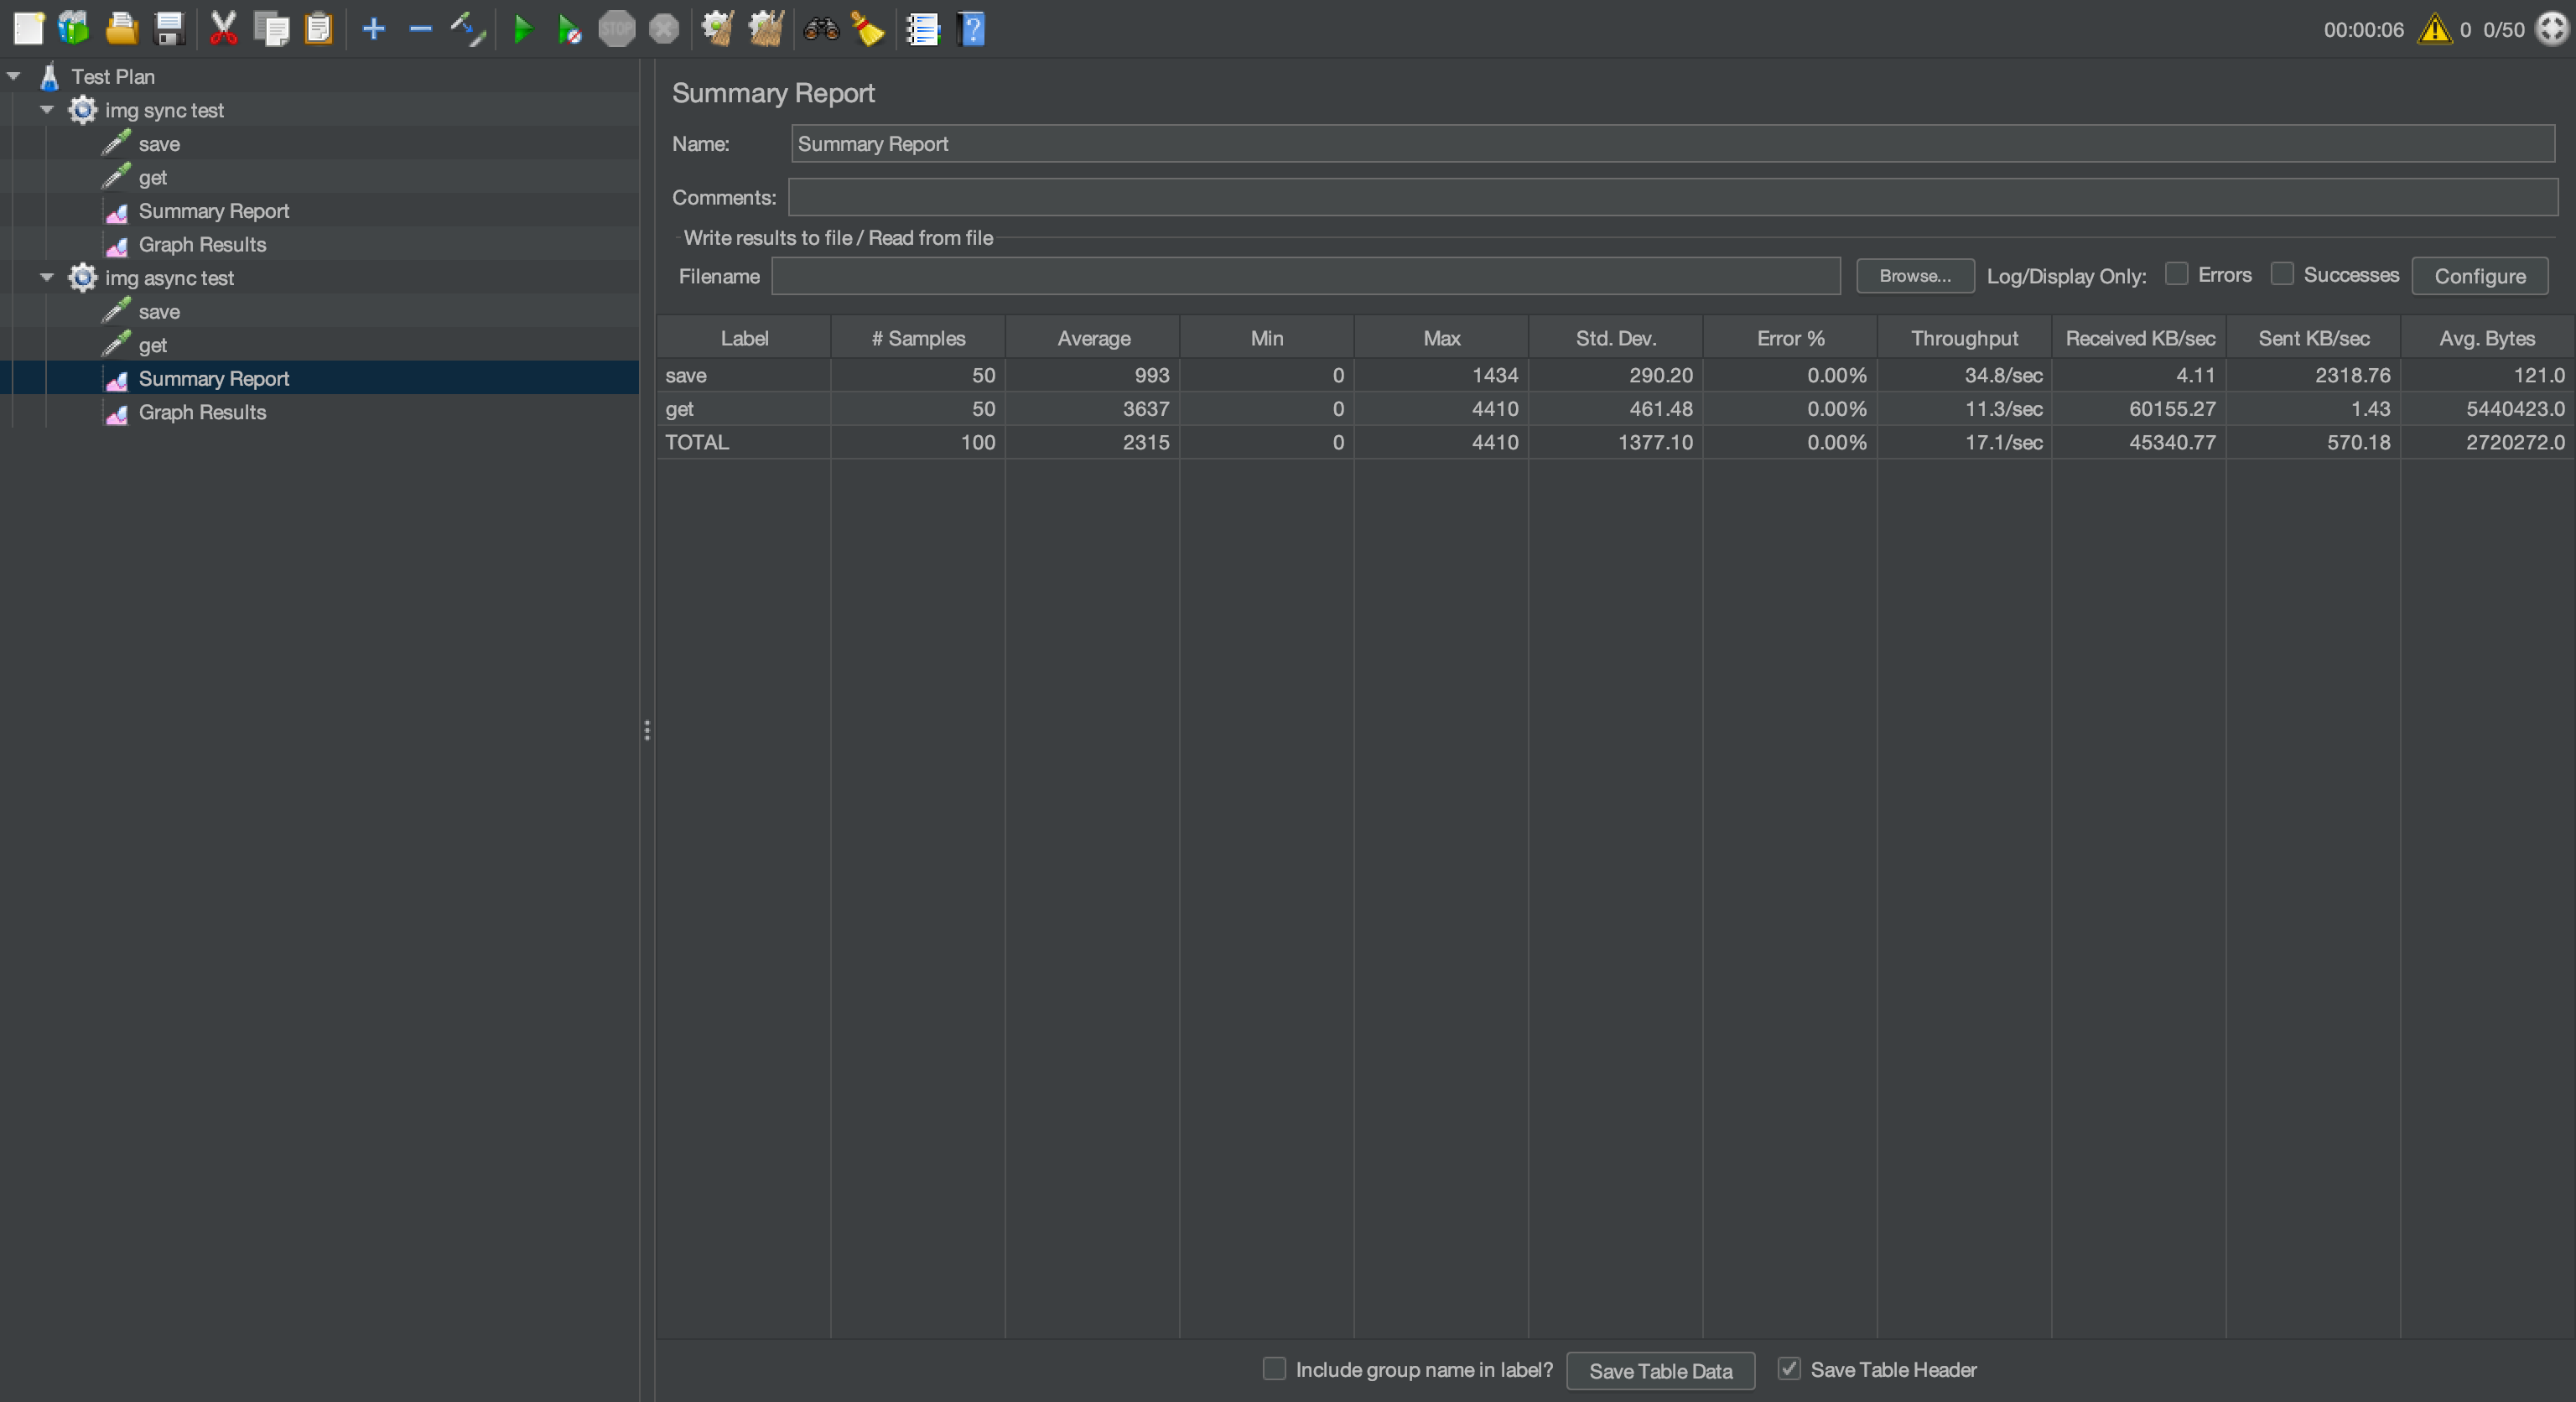 STOP
00:00:06 0 0/50
Test Plan
img sync test
save
get
Summary Report
Graph Results
img async test
save
get
Summary Report
Graph Results
Summary Report
Name: Summary Report
Comments:
Write results to file / Read from file
Filename Browse... Log/Display Only: Errors Successes Configure
Label # Samples Average Min Max Std. Dev. Error % Throughput Received KB/sec Sent KB/sec Avg. Bytes
save 50 993 0 1434 290.20 0.00% 34.8/sec 4.11 2318.76 121.0
get 50 3637 0 4410 461.48 0.00% 11.3/sec 60155.27 1.43 5440423.0
TOTAL 100 2315 0 4410 1377.10 0.00% 17.1/sec 45340.77 570.18 2720272.0
Include group name in label? Save Table Data Save Table Header